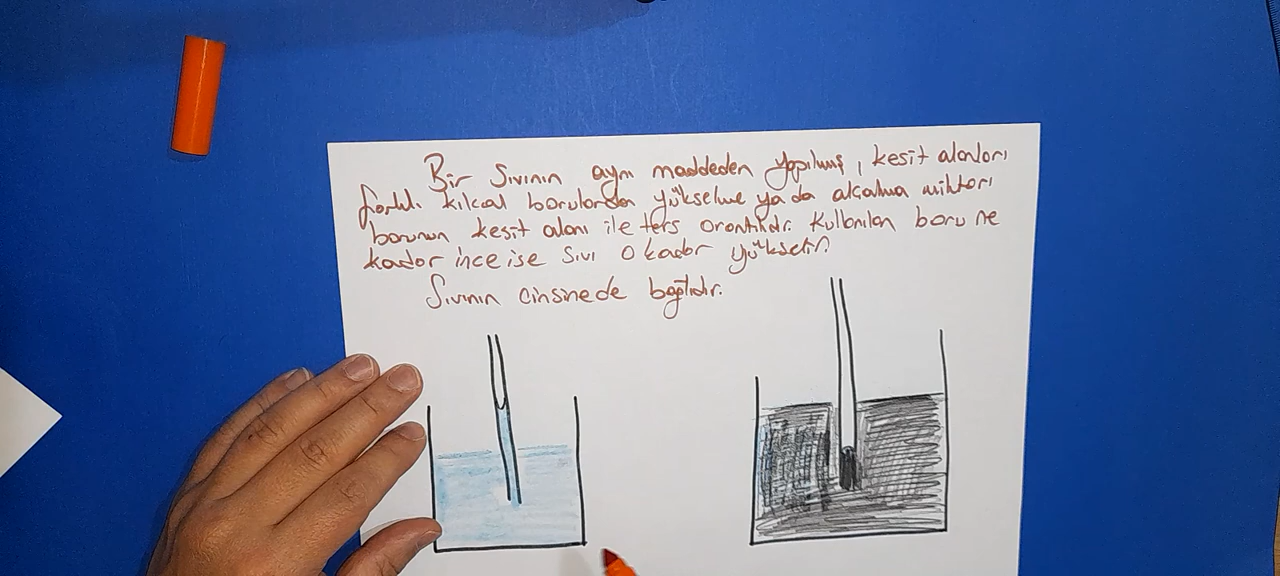 Bir Sıvının aynı maddeden yapılmış, kesit alanları
farklı kılcal borulardan yükselme ya da alçalma miktarı
borunun kesit alanı ile ters orantılıdır. Kullanılan boru ne
kadar ince ise sıvı o kadar yükselir.
Sıvının cinsinede bağlıdır.